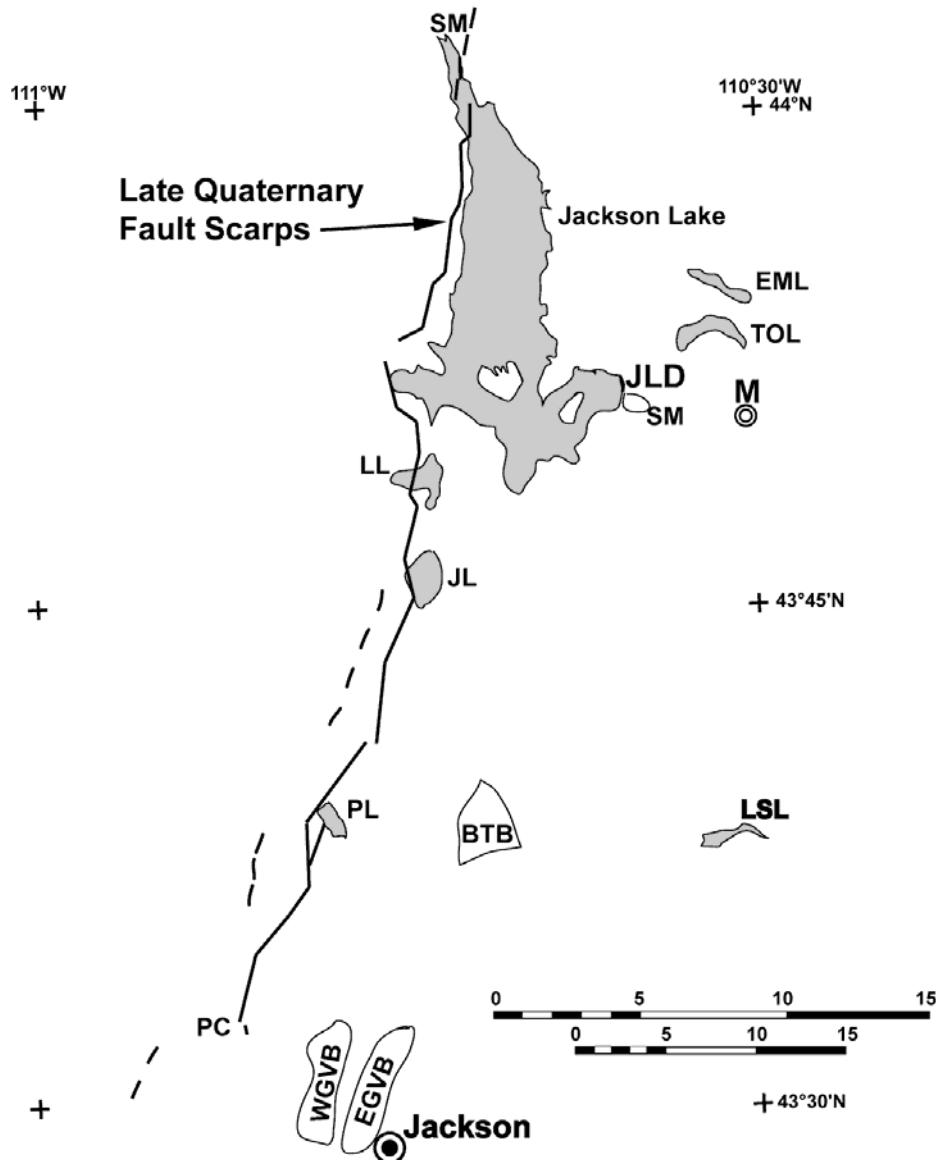 SM
111°W
110°30'W
44°N
Late Quaternary
Fault Scarps
Jackson Lake
EML
TOL
JLD
M
SM
LL
JL
43°45'N
PL
BTB
LSL
0 5 10 15
0 5 10 15
PC
WGVB
EGVB
43°30'N
Jackson